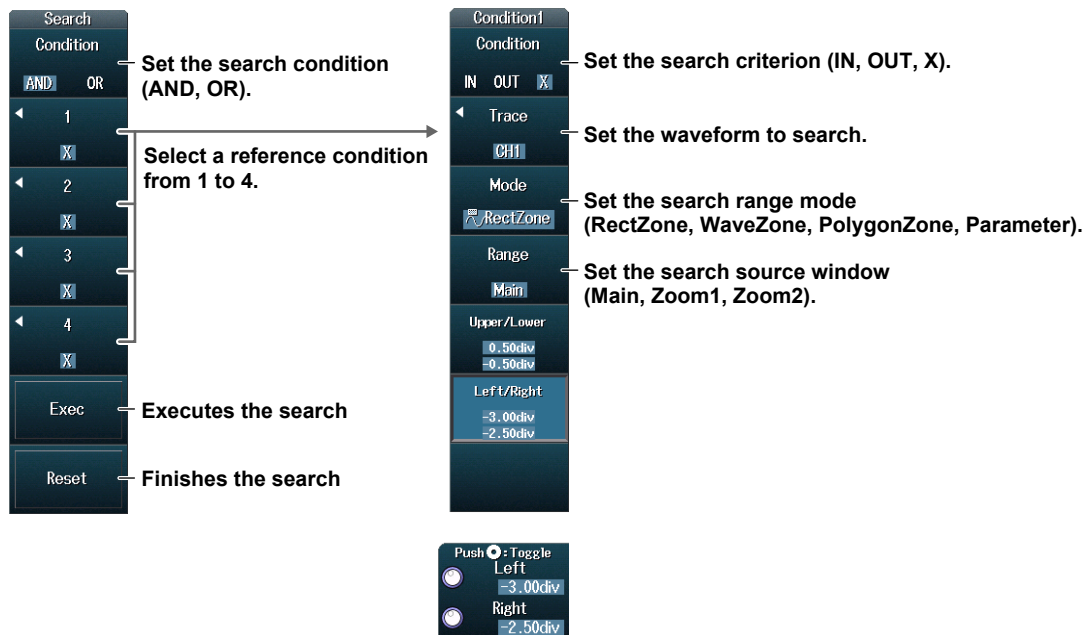 Search
Condition
AND OR
1
X
2
X
3
X
4
X
Exec
Reset
Set the search condition
(AND, OR).
Select a reference condition
from 1 to 4.
Executes the search
Finishes the search
Condition1
Condition
IN OUT X
Trace
CH1
Mode
RectZone
Range
Main
Upper/Lower
0.50div
-0.50div
Left/Right
-3.00div
-2.50div
Set the search criterion (IN, OUT, X).
Set the waveform to search.
Set the search range mode
(RectZone, WaveZone, PolygonZone, Parameter).
Set the search source window
(Main, Zoom1, Zoom2).
Push :Toggle
Left
-3.00div
Right
-2.50div